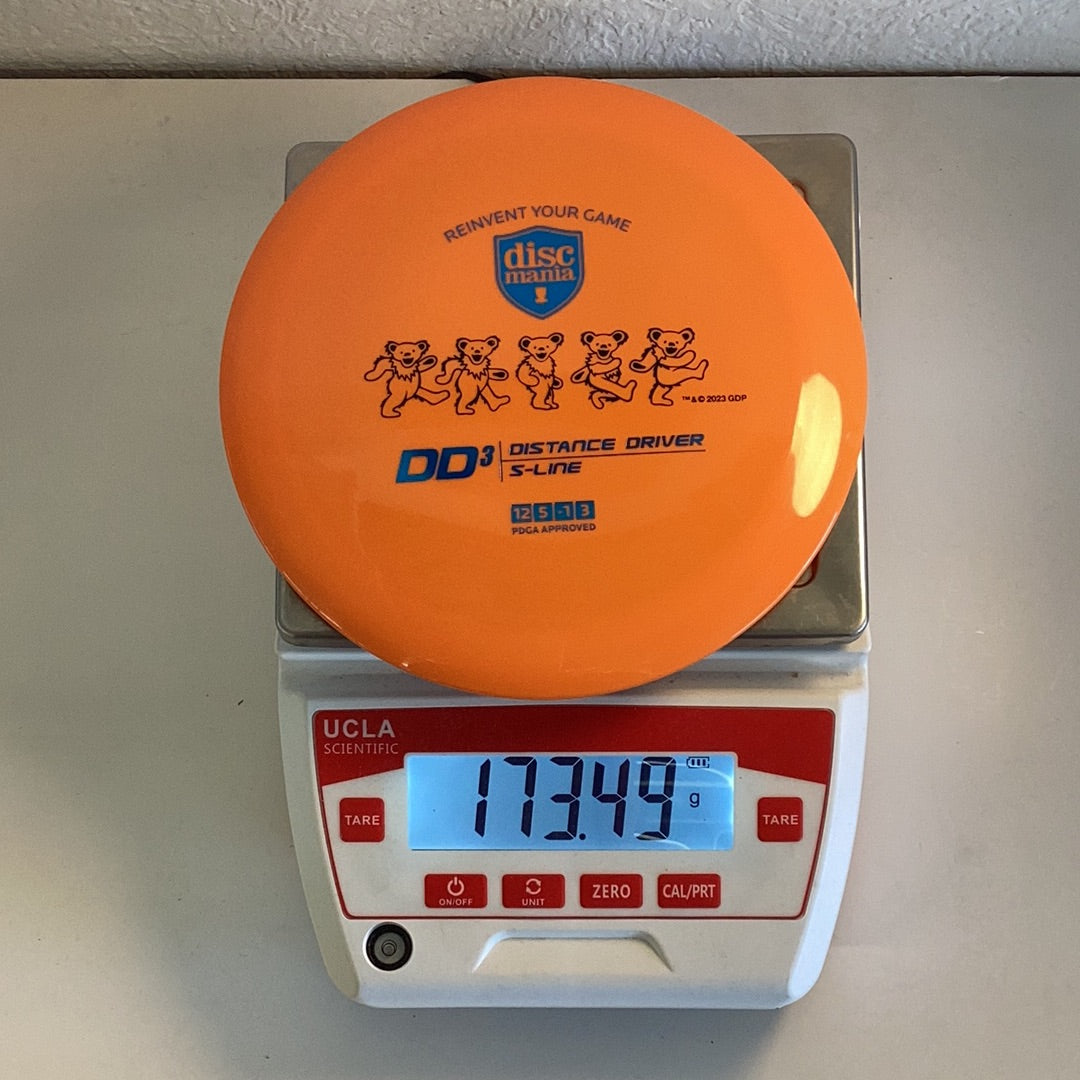 REINVENT YOUR GAME
disc
mania
™ & © 2023 GDP
DD³
DISTANCE DRIVER
S-LINE
12 5 -1 3
PDGA APPROVED
UCLA
SCIENTIFIC
173.49
g
TARE
TARE
ON/OFF
UNIT
ZERO
CAL/PRT